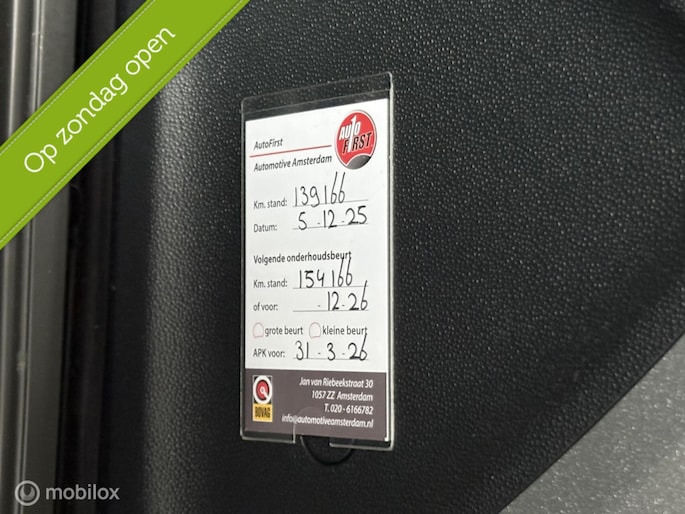 Op zondag open
AutoFirst
Automotive Amsterdam
AUTO
FIRST
Km. stand: 139166
Datum: 5 -12-25
Volgende onderhoudsbeurt
Km. stand: 154166
of voor: -12-26
grote beurt kleine beurt
APK voor: 31-3-26
BOVAG
Jan van Riebeekstraat 30
1057 ZZ Amsterdam
T. 020 - 6166782
info@automotiveamsterdam.nl
mobilox